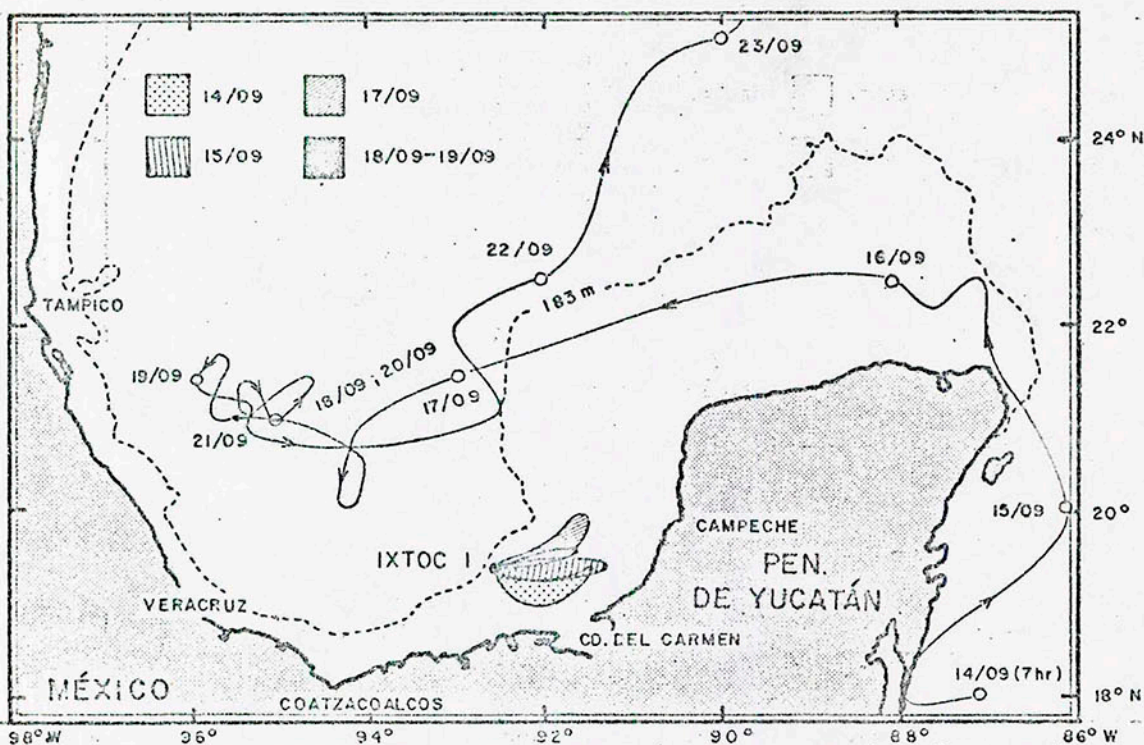 23/09
14/09
17/09
15/09
18/09-19/09
24° N
22/09
16/09
183 m
TAMPICO
22°
19/09
18/09 ; 20/09
17/09
21/09
15/09
20°
CAMPECHE
IXTOC 1
PEN.
DE YUCATÁN
VERACRUZ
CD. DEL CARMEN
14/09 (7hr)
MÉXICO
18° N
COATZACOALCOS
98°W
96°
94°
92°
90°
88°
86° W